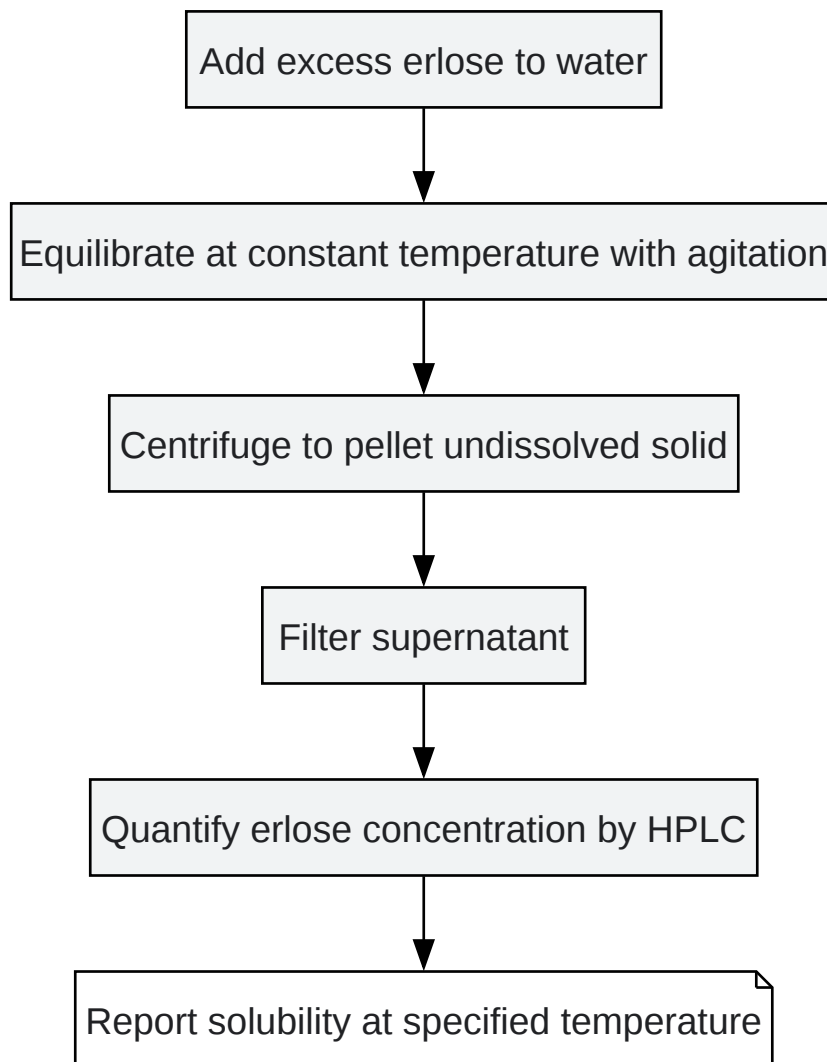 Add excess erlose to water
Equilibrate at constant temperature with agitation
Centrifuge to pellet undissolved solid
Filter supernatant
Quantify erlose concentration by HPLC
Report solubility at specified temperature